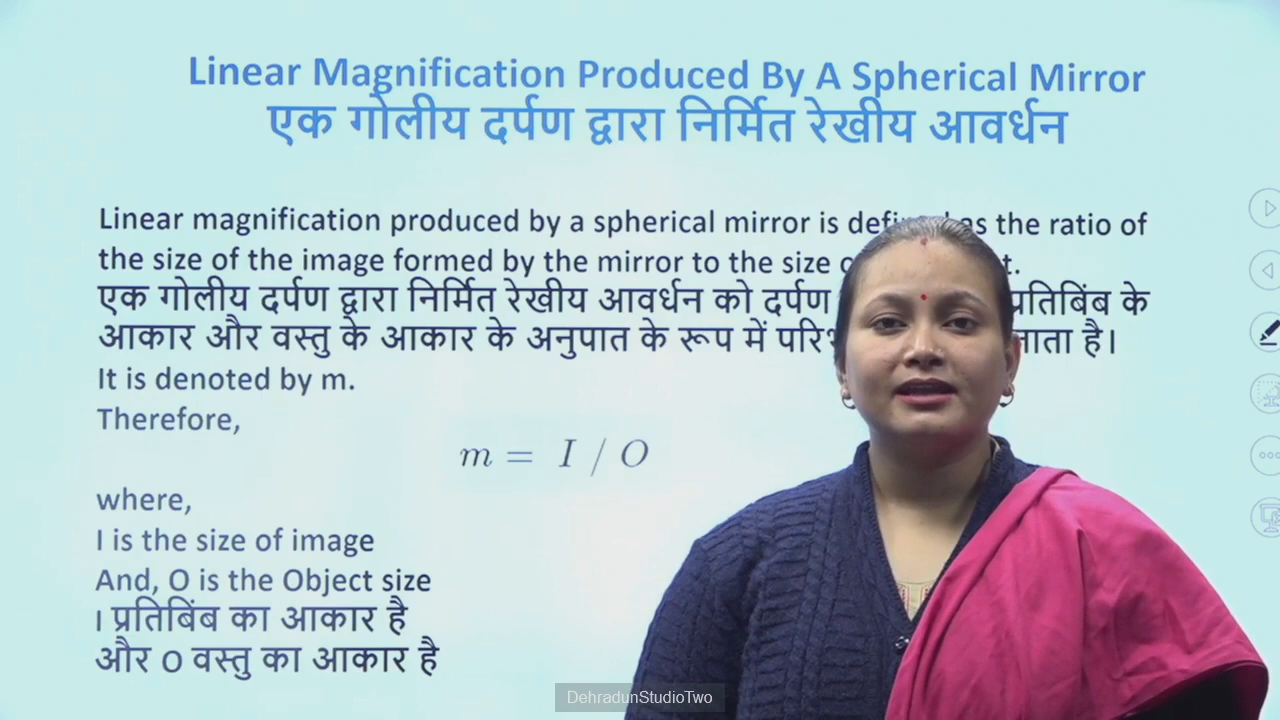 Linear Magnification Produced By A Spherical Mirror
एक गोलीय दर्पण द्वारा निर्मित रेखीय आवर्धन
Linear magnification produced by a spherical mirror is as the ratio of
the size of the image formed by the mirror to the size
एक गोलीय दर्पण द्वारा निर्मित रेखीय आवर्धन को दर्पण प्रतिबिंब के
आकार और वस्तु के आकार के अनुपात के रूप में जाता है।
It is denoted by m.
Therefore,
m = I / O
where,
I is the size of image
And, O is the Object size
I प्रतिबिंब का आकार है
और O वस्तु का आकार है
DehradunStudioTwo